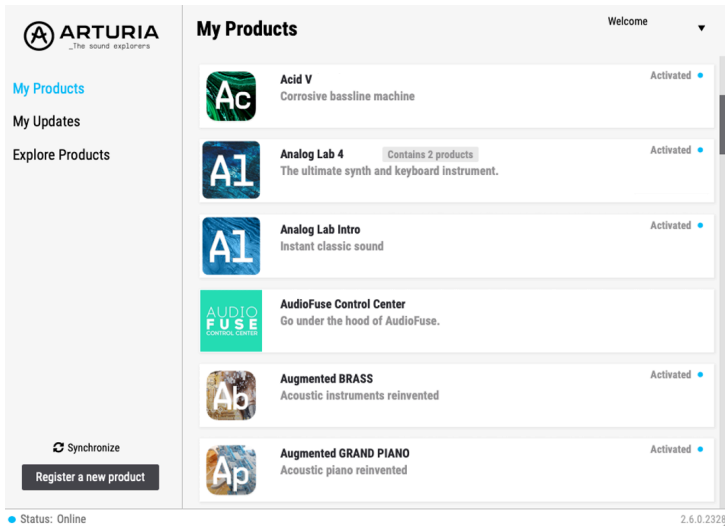 ARTURIA
_The sound explorers
My Products
Welcome
My Products
My Updates
Explore Products
Ac
Acid V
Activated
Corrosive bassline machine
Al
Analog Lab 4
Contains 2 products
Activated
The ultimate synth and keyboard instrument.
Al
Analog Lab Intro
Activated
Instant classic sound
AUDIO
FUSE
CONTROL CENTER
AudioFuse Control Center
Go under the hood of AudioFuse.
Ab
Augmented BRASS
Activated
Acoustic instruments reinvented
Ap
Augmented GRAND PIANO
Activated
Acoustic piano reinvented
Synchronize
Register a new product
Status: Online
2.6.0.2328